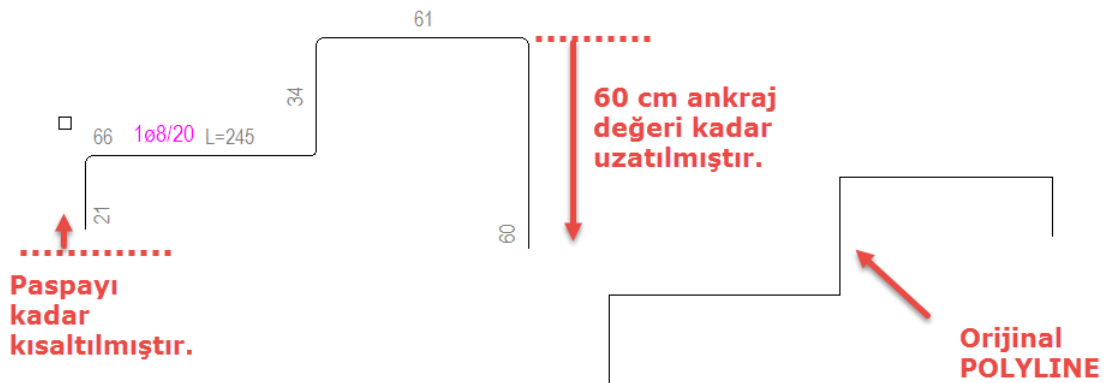 61
34
60 cm ankraj
değeri kadar
uzatılmıştır.
66 1ø8/20 L=245
21
60
Paspayı
kadar
kısaltılmıştır.
Orijinal
POLYLINE